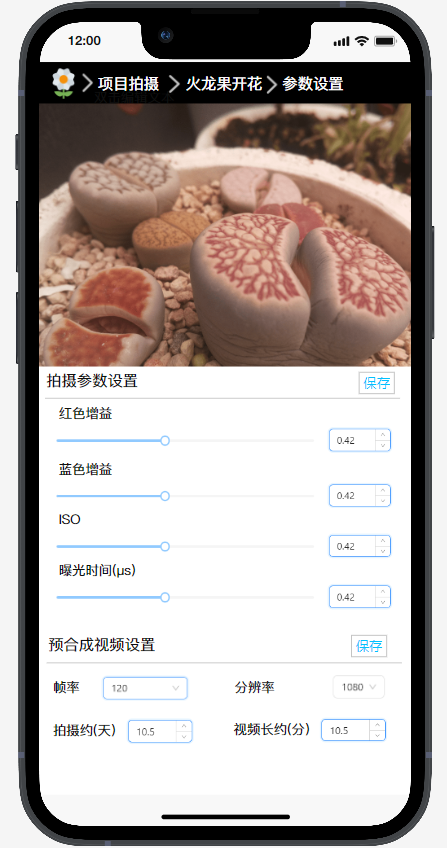 12:00
项目拍摄 火龙果开花 参数设置
拍摄参数设置 保存
红色增益
0.42
蓝色增益
0.42
ISO
0.42
曝光时间(μs)
0.42
预合成视频设置 保存
帧率 120 分辨率 1080
拍摄约(天) 10.5 视频长约(分) 10.5